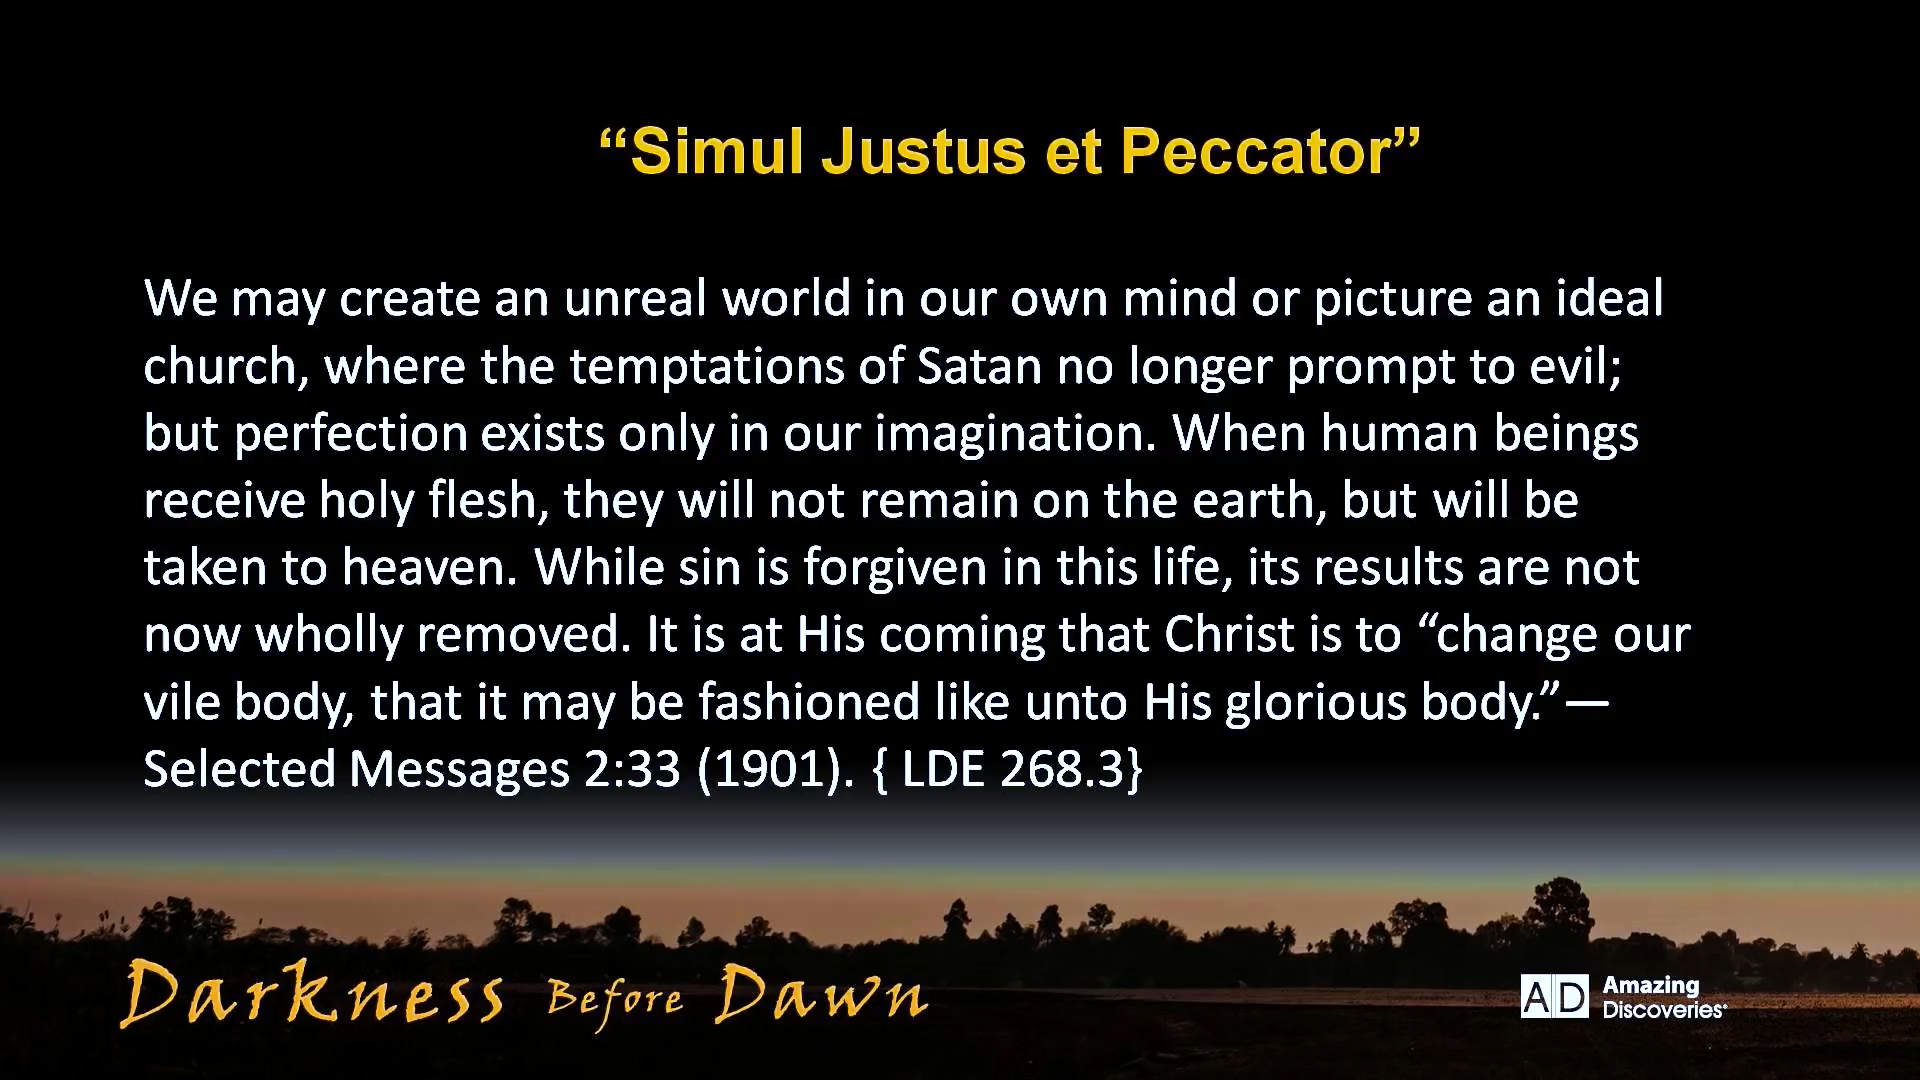 “Simul Justus et Peccator”
We may create an unreal world in our own mind or picture an ideal
church, where the temptations of Satan no longer prompt to evil;
but perfection exists only in our imagination. When human beings
receive holy flesh, they will not remain on the earth, but will be
taken to heaven. While sin is forgiven in this life, its results are not
now wholly removed. It is at His coming that Christ is to “change our
vile body, that it may be fashioned like unto His glorious body.”—
Selected Messages 2:33 (1901). { LDE 268.3}
Darkness Before Dawn
AD Amazing
Discoveries